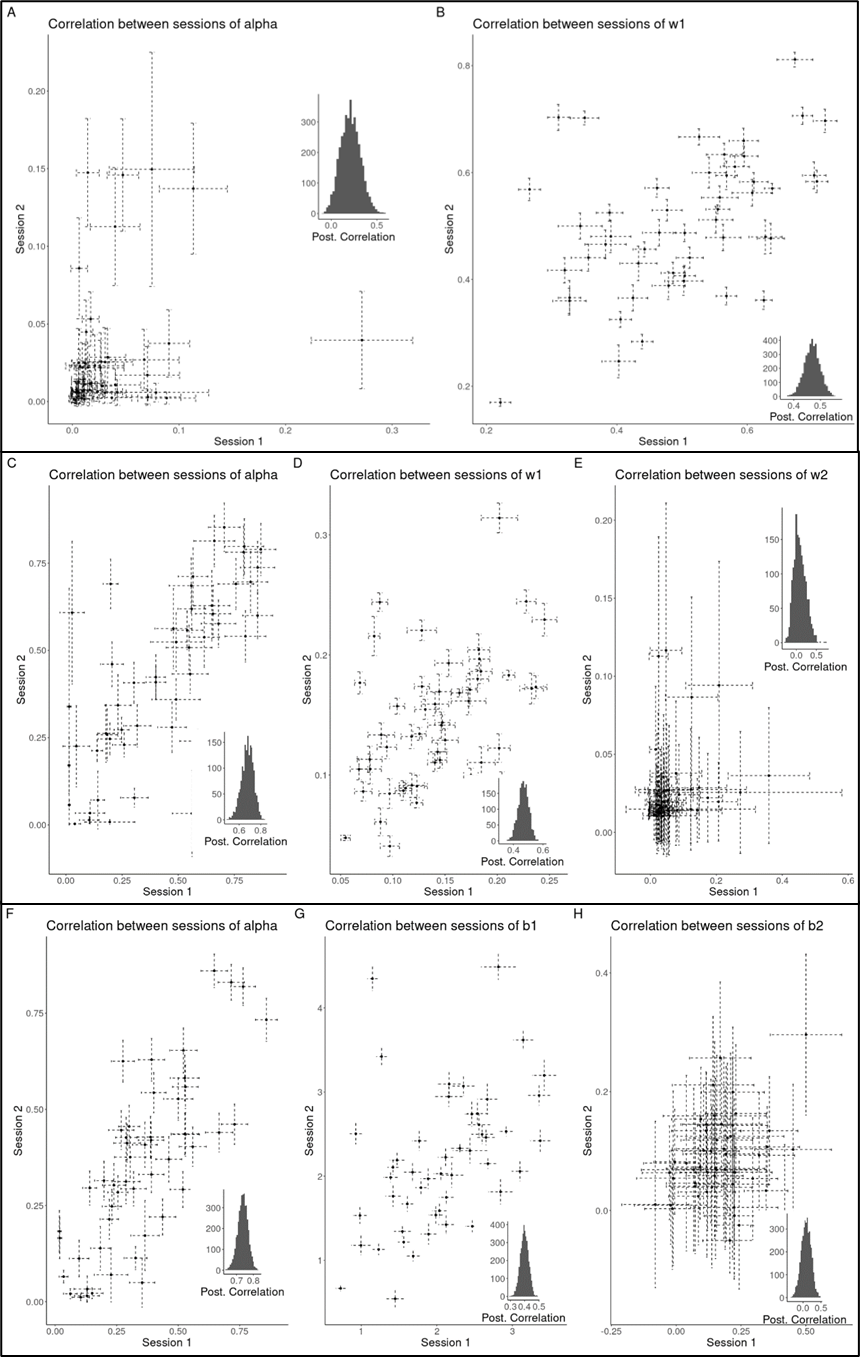 A
Correlation between sessions of alpha
Session 2
0.20
0.15
0.10
0.05
0.00
0.0
0.1
0.2
0.3
Session 1
300
200
100
0
0.0
0.5
Post. Correlation
B
Correlation between sessions of w1
Session 2
0.8
0.6
0.4
0.2
0.2
0.4
0.6
Session 1
400
300
200
100
0
0.4
0.5
Post. Correlation
C
Correlation between sessions of alpha
Session 2
0.75
0.50
0.25
0.00
0.00
0.25
0.50
0.75
Session 1
150
100
50
0
0.6
0.8
Post. Correlation
D
Correlation between sessions of w1
Session 2
0.3
0.2
0.1
0.05
0.10
0.15
0.20
0.25
Session 1
150
100
50
0
0.4
0.6
Post. Correlation
E
Correlation between sessions of w2
Session 2
0.20
0.15
0.10
0.05
0.00
0.0
0.2
0.4
0.6
Session 1
150
100
50
0
0.0
0.5
Post. Correlation
F
Correlation between sessions of alpha
Session 2
0.75
0.50
0.25
0.00
0.00
0.25
0.50
0.75
Session 1
300
200
100
0
0.7
0.8
Post. Correlation
G
Correlation between sessions of b1
Session 2
4
3
2
1
1
2
3
Session 1
400
300
200
100
0
0.3
0.4
0.5
Post. Correlation
H
Correlation between sessions of b2
Session 2
0.4
0.2
0.0
-0.25
0.00
0.25
0.50
Session 1
300
200
100
0
0.0
0.5
Post. Correlation